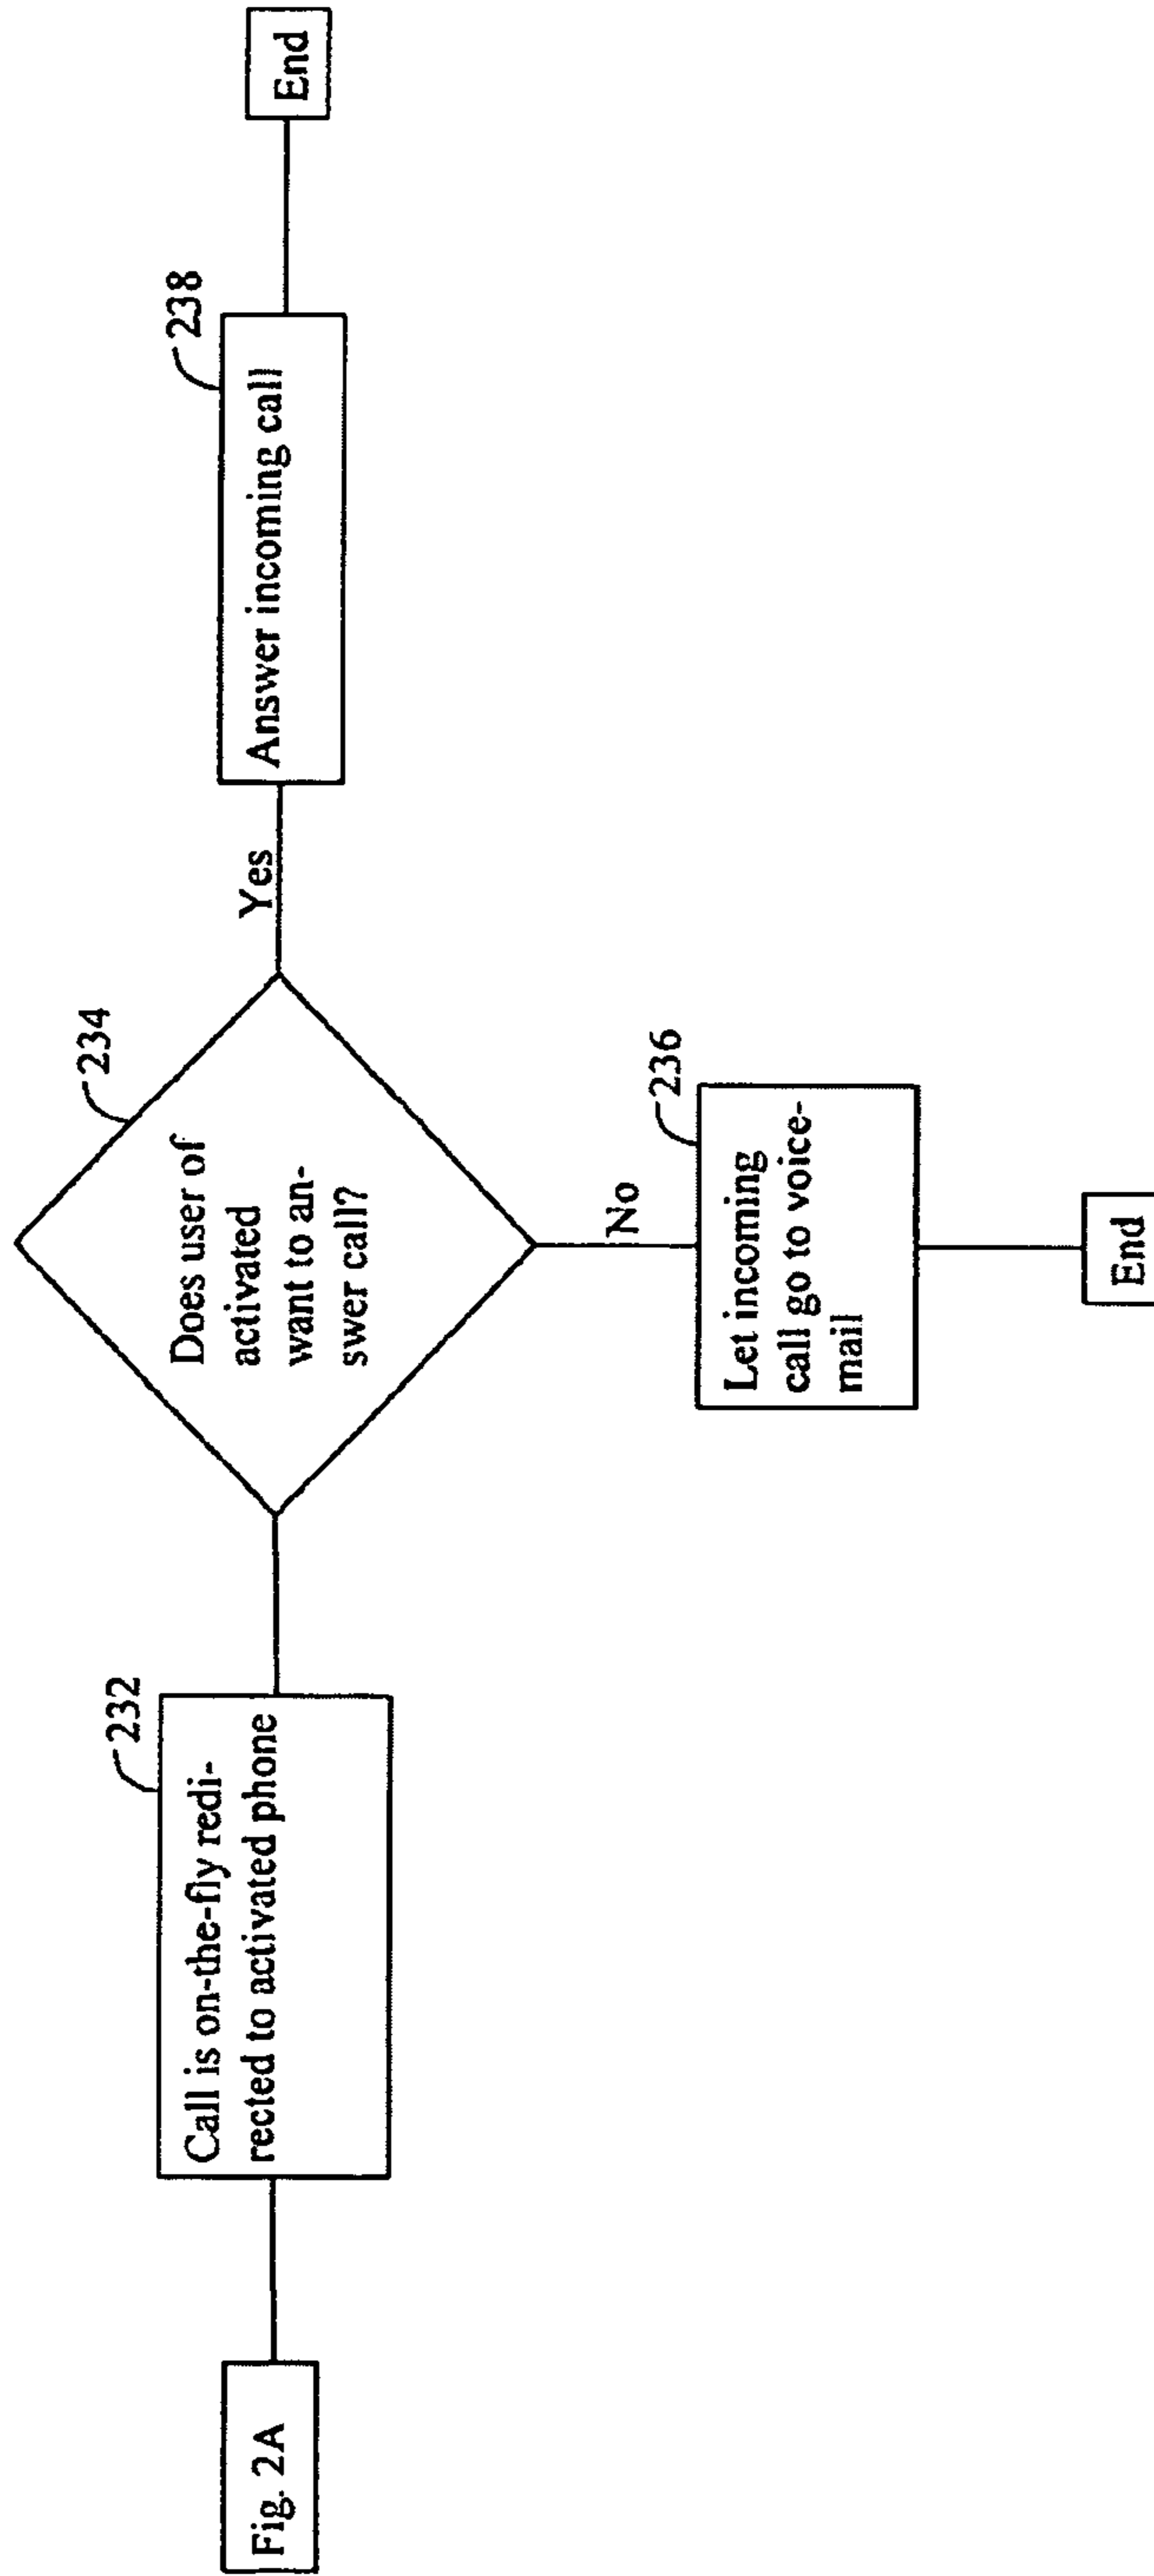 Fig. 2A
232
Call is on-the-fly redi-
rected to activated phone
234
Does user of
activated
want to an-
swer call?
Yes
238
Answer incoming call
End
No
236
Let incoming
call go to voice-
mail
End